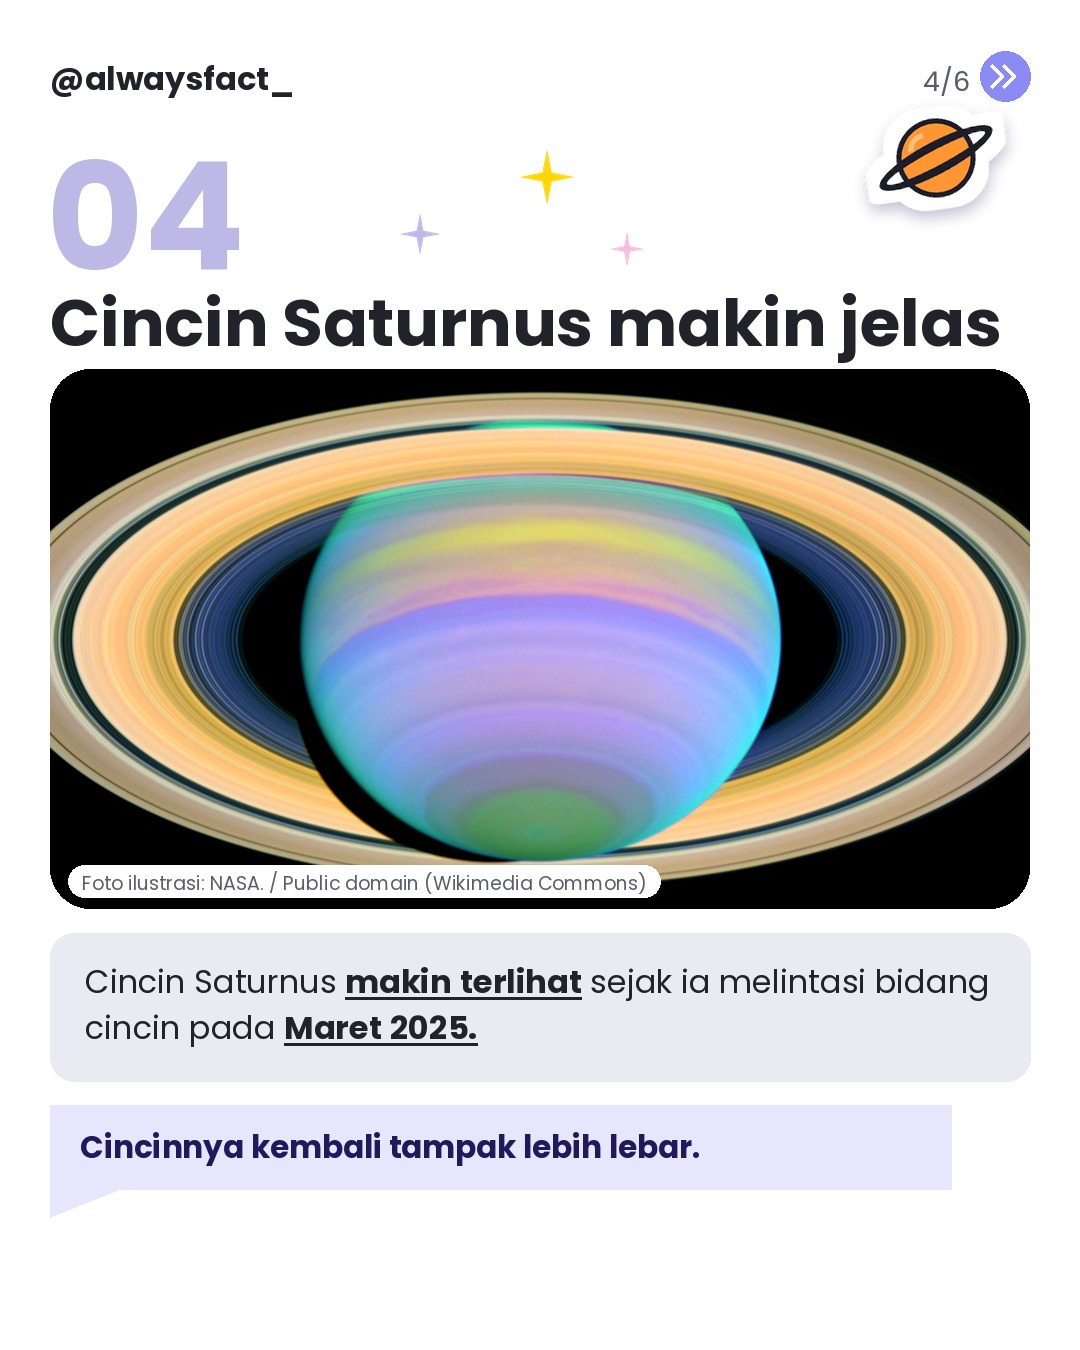 @alwaysfact_
4/6
04
Cincin Saturnus makin jelas
Foto ilustrasi: NASA. / Public domain (Wikimedia Commons)
Cincin Saturnus makin terlihat sejak ia melintasi bidang
cincin pada Maret 2025.
Cincinnya kembali tampak lebih lebar.